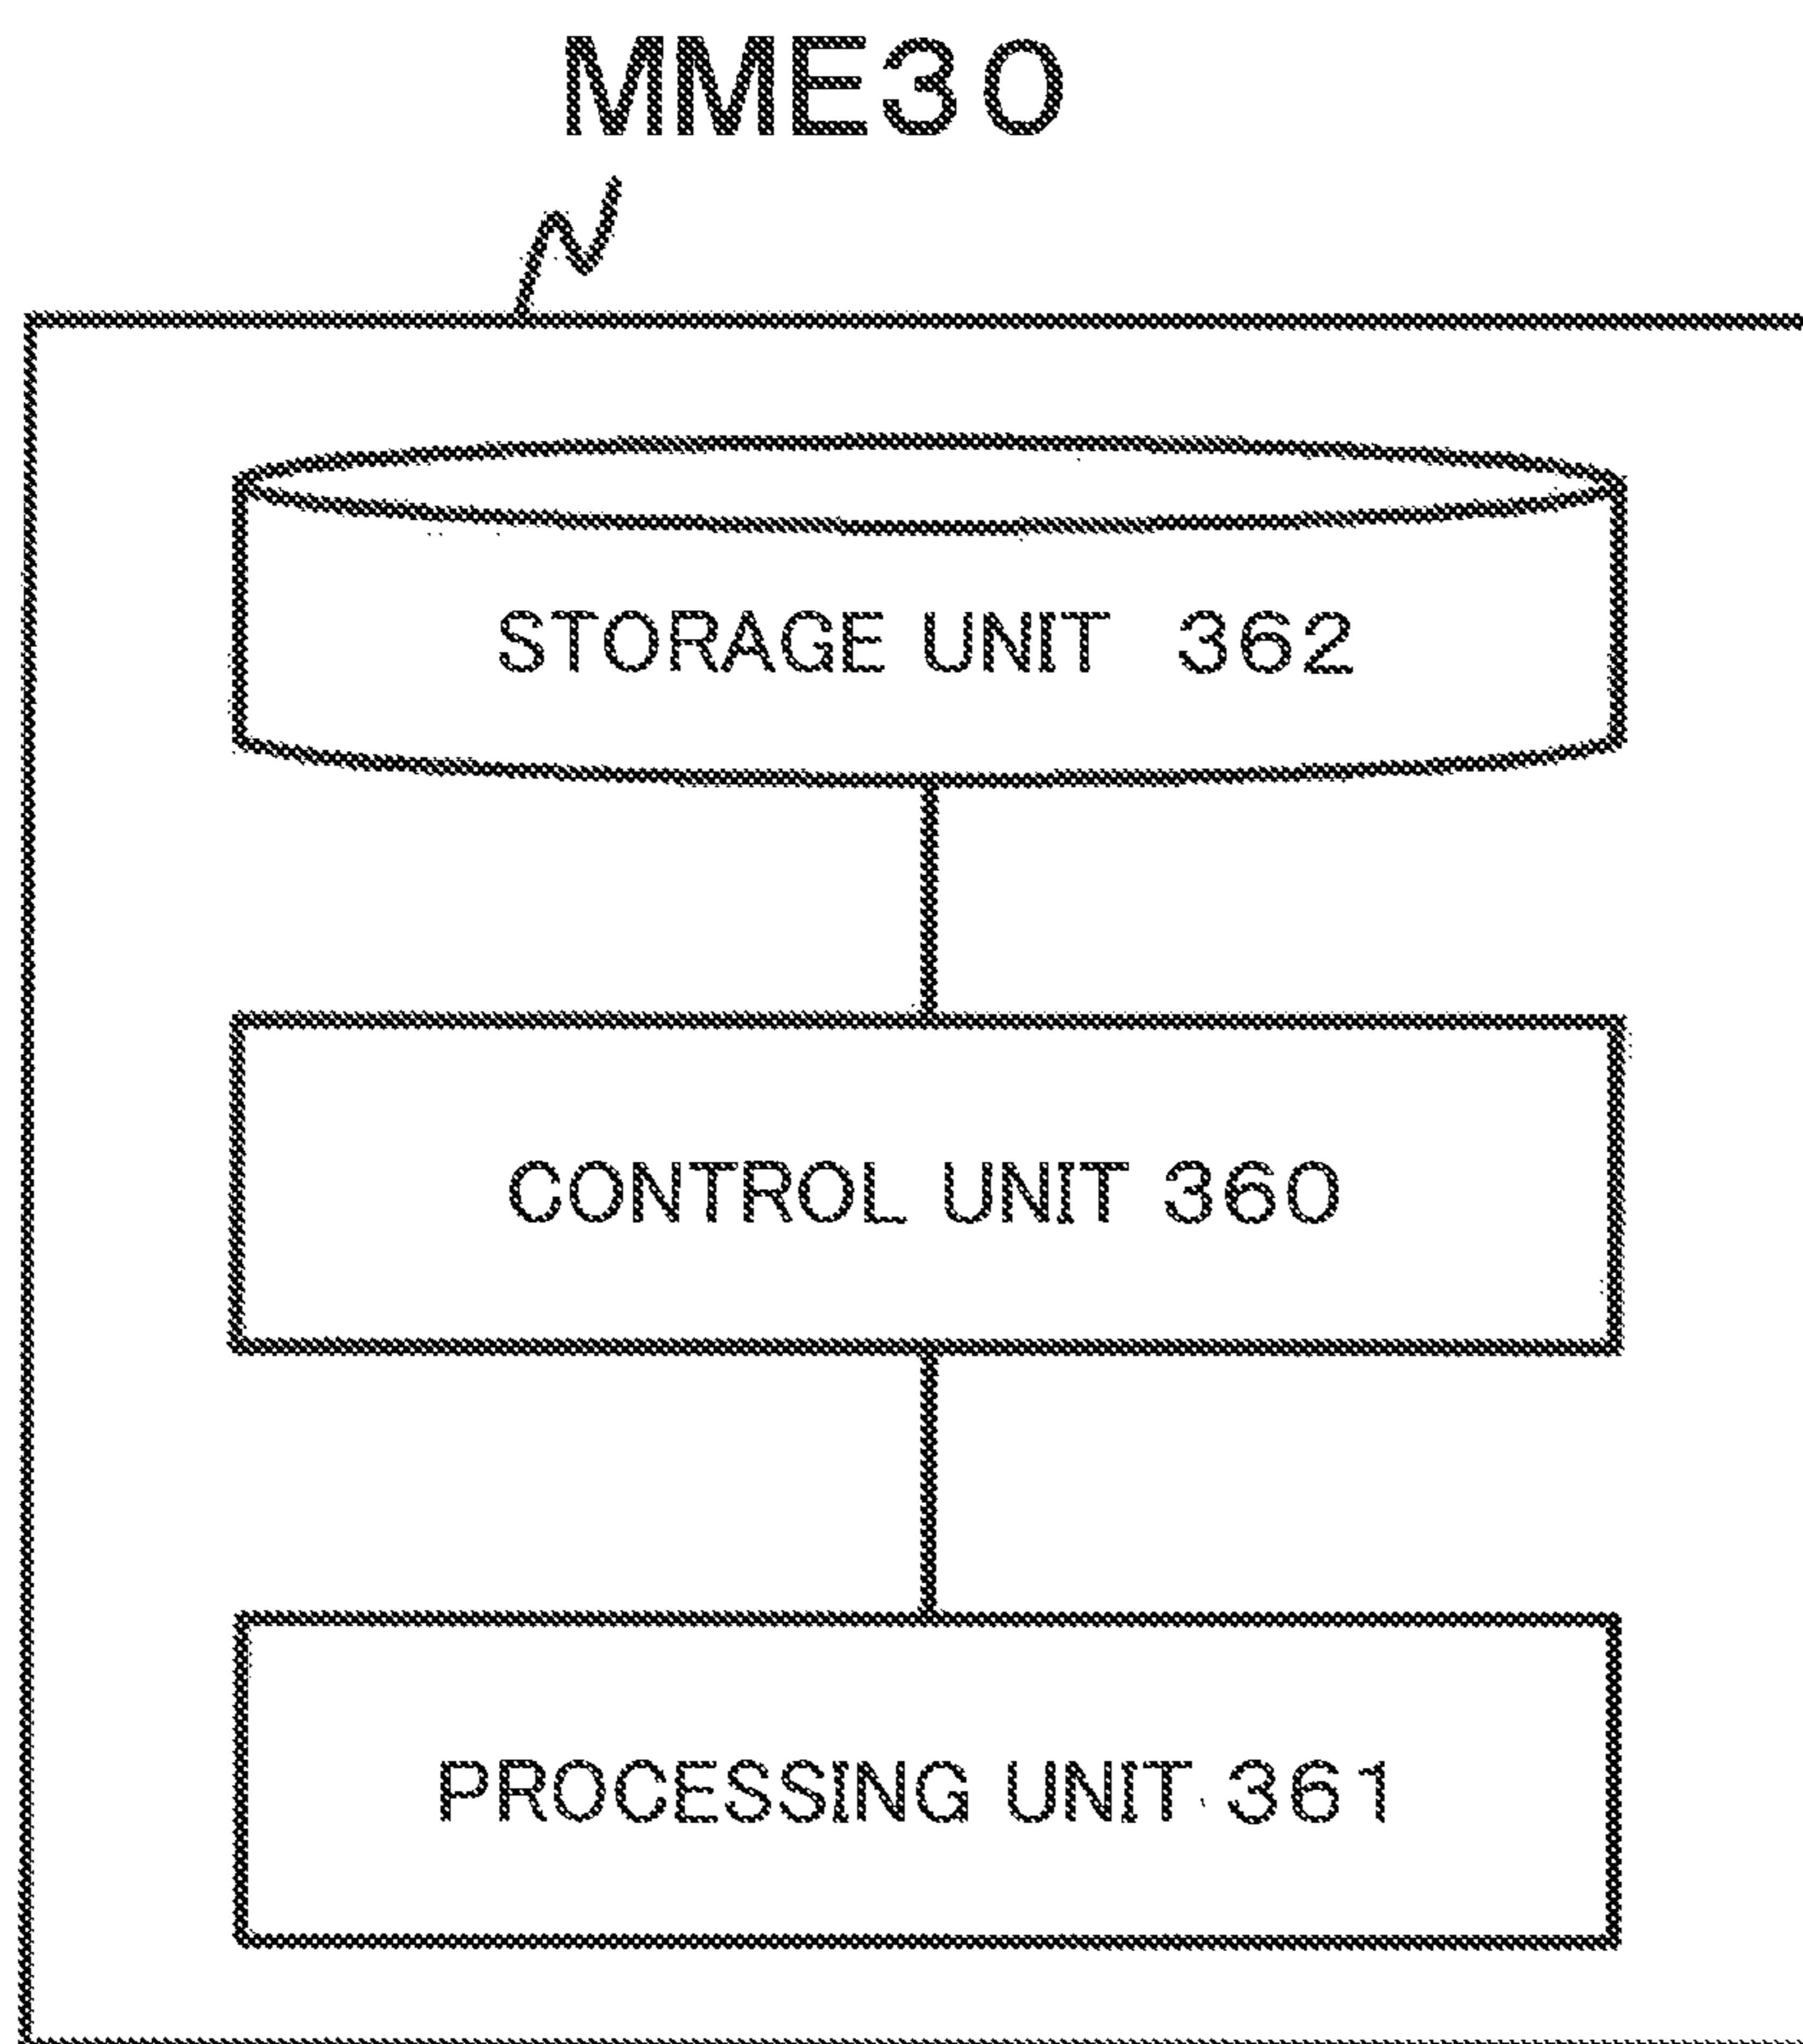 MME30
STORAGE UNIT 362
CONTROL UNIT 360
PROCESSING UNIT 361